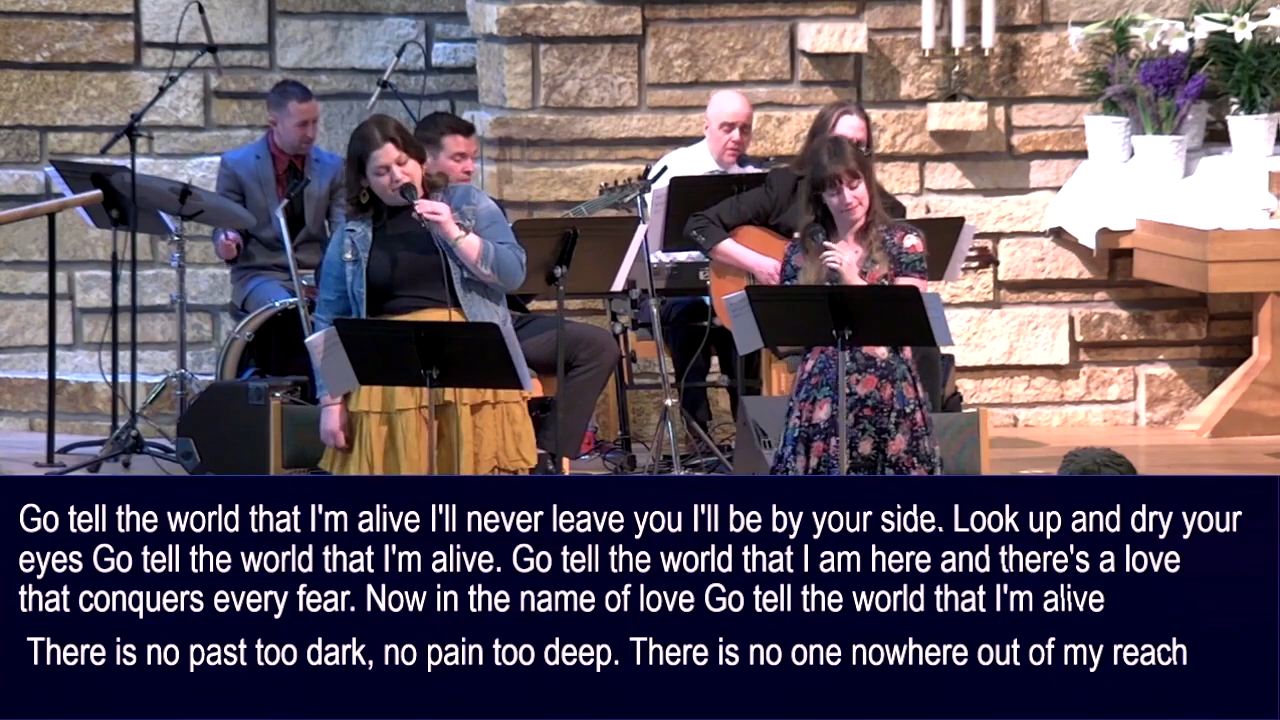 Go tell the world that I'm alive I'll never leave you I'll be by your side. Look up and dry your
eyes Go tell the world that I'm alive. Go tell the world that I am here and there's a love
that conquers every fear. Now in the name of love Go tell the world that I'm alive
There is no past too dark, no pain too deep. There is no one nowhere out of my reach